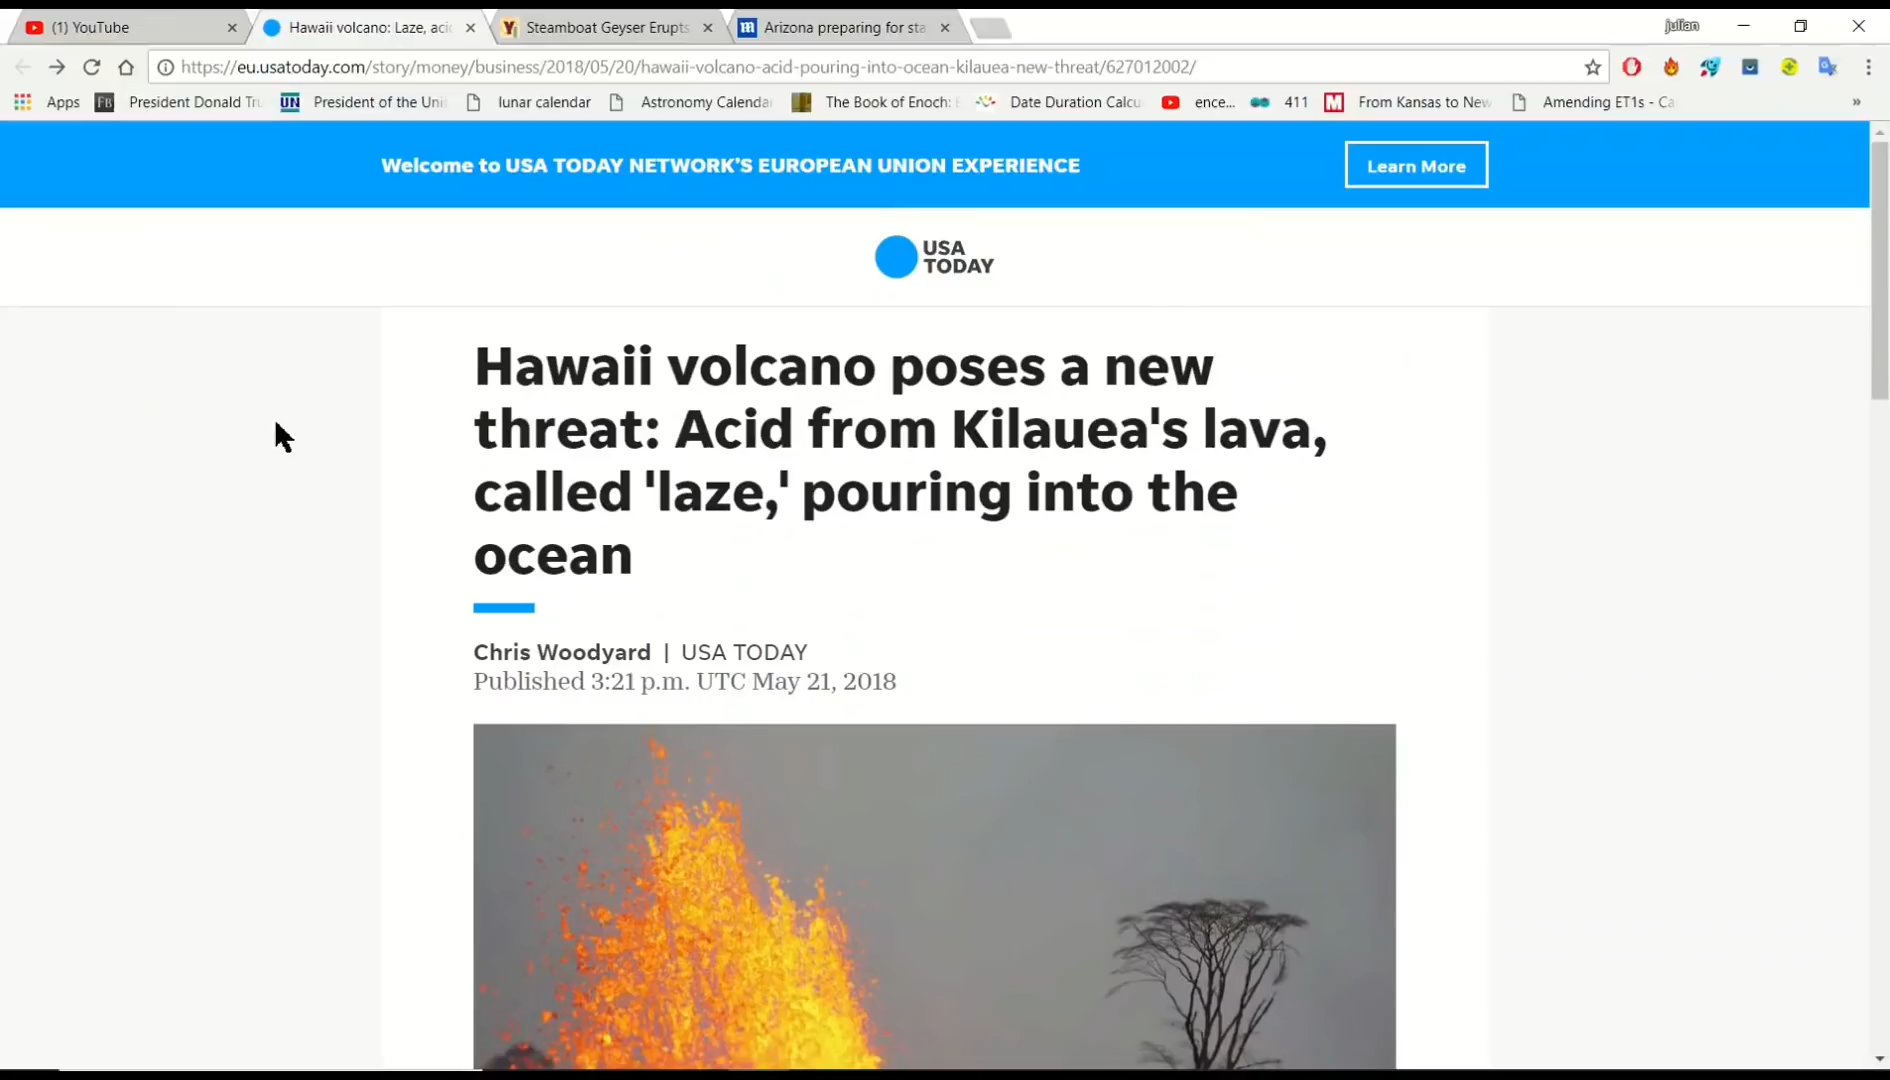 (1) YouTube
Hawaii volcano: Laze, aci
Steamboat Geyser Erupts
m Arizona preparing for sta
julian
https://eu.usatoday.com/story/money/business/2018/05/20/hawaii-volcano-acid-pouring-into-ocean-kilauea-new-threat/627012002/
Apps FB President Donald Tru UN President of the Unit lunar calendar Astronomy Calendar The Book of Enoch: Date Duration Calcu ence... 411 M From Kansas to New Amending ET1s - Ca »
Welcome to USA TODAY NETWORK’S EUROPEAN UNION EXPERIENCE
Learn More
USA
TODAY
Hawaii volcano poses a new
threat: Acid from Kilauea's lava,
called 'laze,' pouring into the
ocean
Chris Woodyard | USA TODAY
Published 3:21 p.m. UTC May 21, 2018